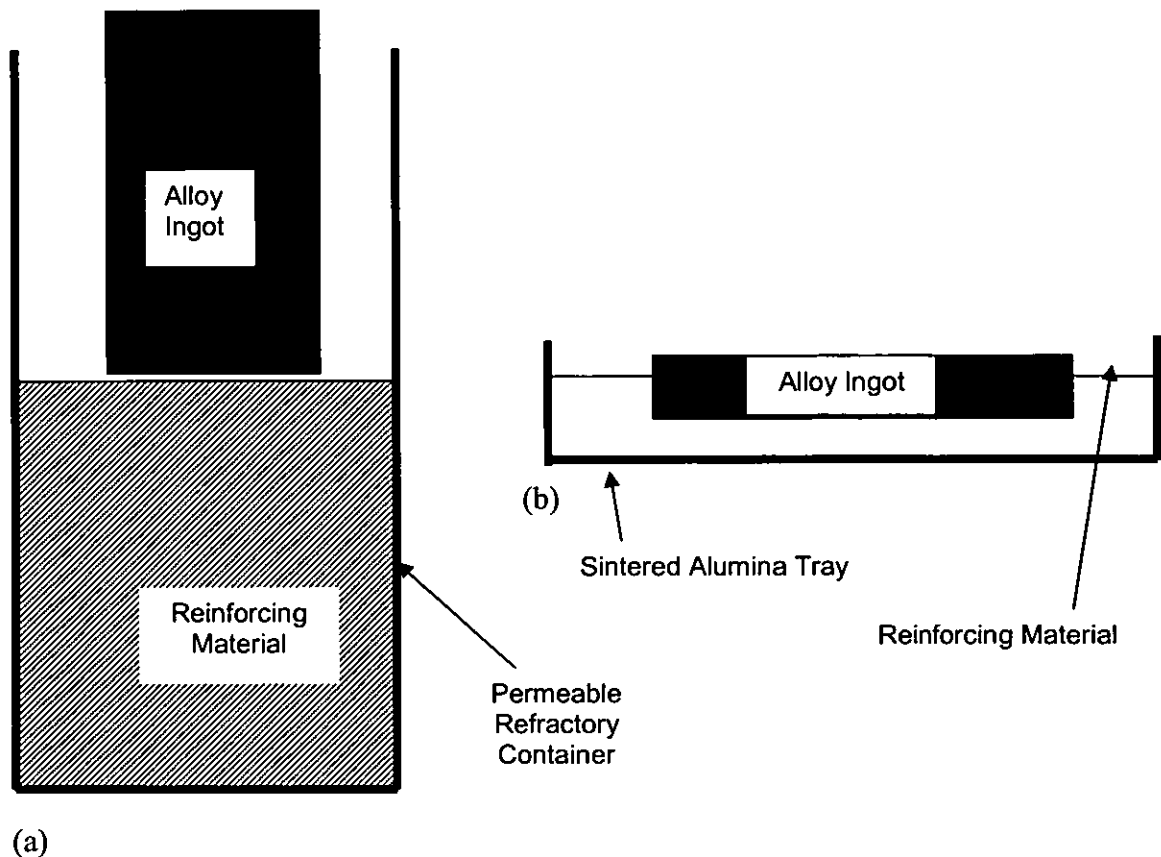 Alloy
Ingot
Reinforcing
Material
Permeable
Refractory
Container
(a)
Alloy Ingot
(b)
Sintered Alumina Tray
Reinforcing Material